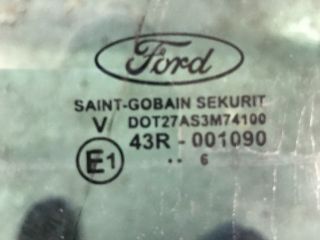 Ford
SAINT-GOBAIN SEKURIT
V DOT27AS3M74100
E1 43R - 001090
.. 6